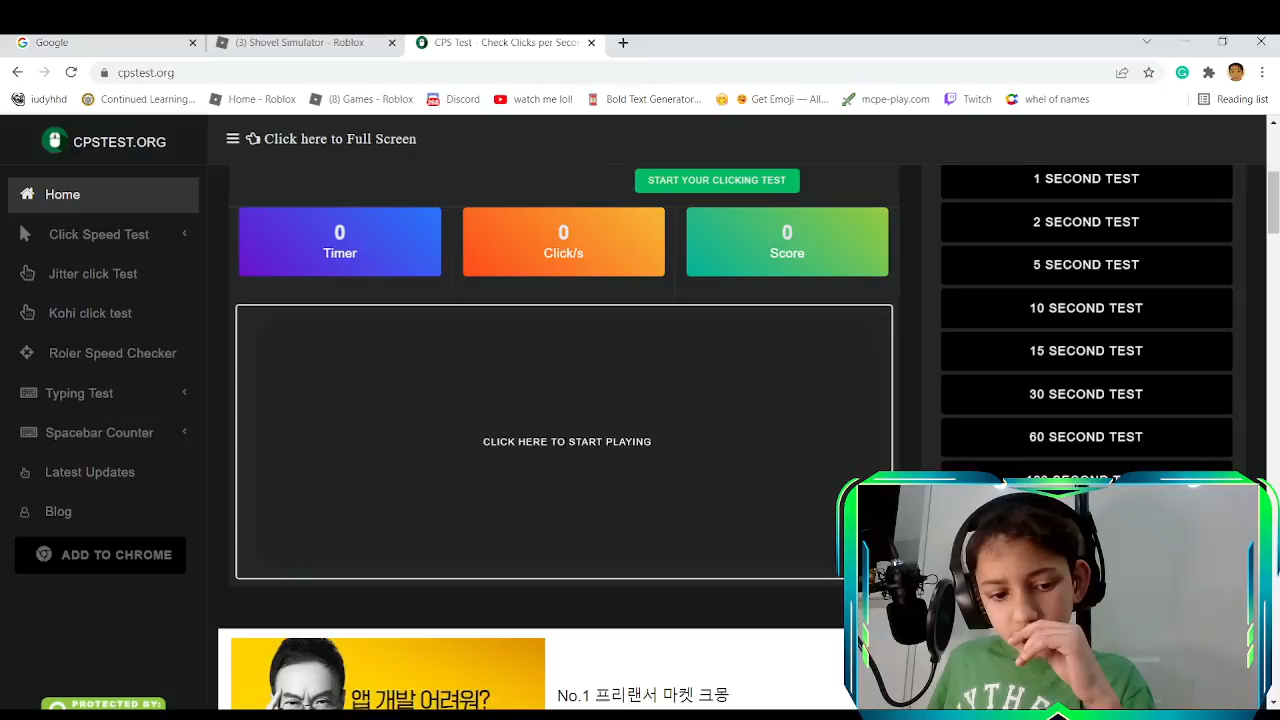 Google
(3) Shovel Simulator - Roblox
CPS Test - Check Clicks per Seco
cpstest.org
iudyhhd
Continued Learning...
Home - Roblox
(8) Games - Roblox
Discord
watch me lol!
Bold Text Generator...
Get Emoji — All...
mcpe-play.com
Twitch
whel of names
Reading list
CPSTEST.ORG
Click here to Full Screen
Home
Click Speed Test
Jitter click Test
Kohi click test
Roler Speed Checker
Typing Test
Spacebar Counter
Latest Updates
Blog
ADD TO CHROME
PROTECTED BY:
START YOUR CLICKING TEST
0
Timer
0
Click/s
0
Score
CLICK HERE TO START PLAYING
1 SECOND TEST
2 SECOND TEST
5 SECOND TEST
10 SECOND TEST
15 SECOND TEST
30 SECOND TEST
60 SECOND TEST
앱 개발 어려워?
No.1 프리랜서 마켓 크몽